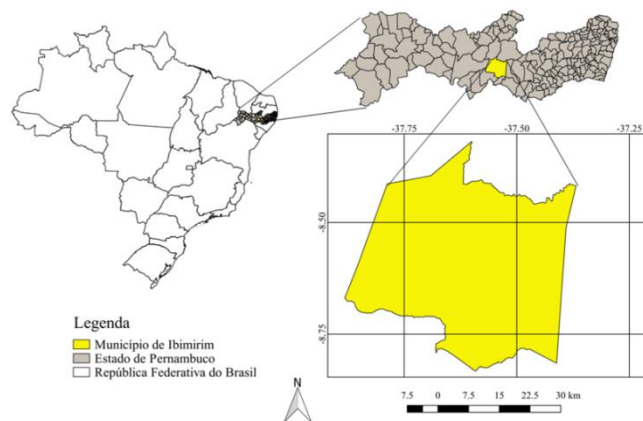 -37.75 -37.50 -37.25
-8.50
-8.75
Legenda
Município de Ibimirim
Estado de Pernambuco
República Federativa do Brasil
N
7.5 0 7.5 15 22.5 30 km